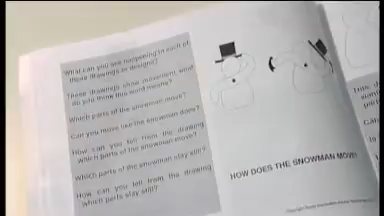 What can you see happening in each of
these drawings or designs?
These drawings show movement. What
do you think this word means?
Which parts of the snowman move?
Can you move like the snowman does?
How can you tell from the drawing
which parts of the snowman move?
Which parts of the snowman stay still?
How can you tell from the drawing
which parts stay still?
HOW DOES THE SNOWMAN MOVE?